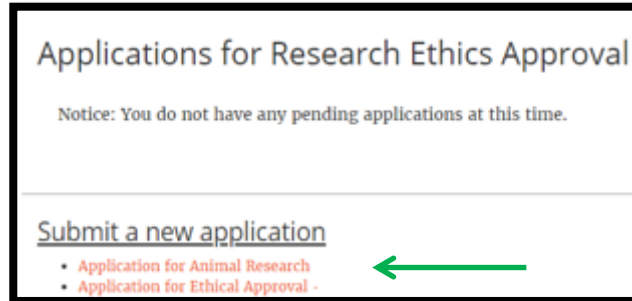 Applications for Research Ethics Approval
Notice: You do not have any pending applications at this time.
Submit a new application
• Application for Animal Research
• Application for Ethical Approval -